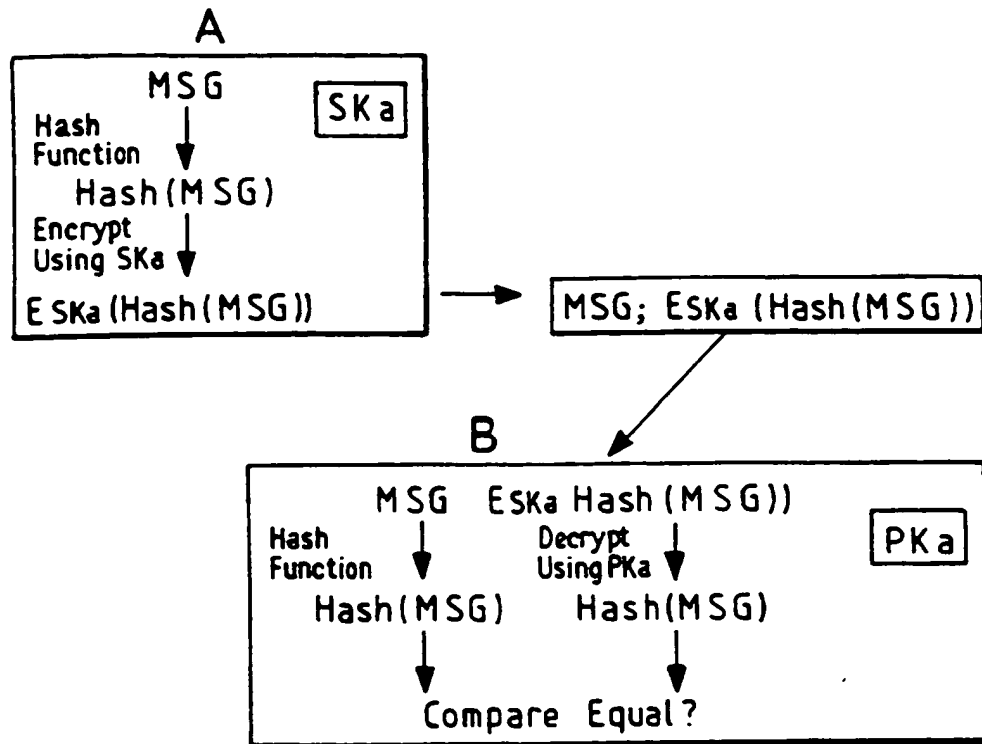 A
MSG
SKa
Hash
Function
Hash(MSG)
Encrypt
Using SKa
ESKa(Hash(MSG))
MSG; ESKa (Hash(MSG))
B
MSG ESKa Hash(MSG))
PKa
Hash
Function
Decrypt
Using PKa
Hash(MSG) Hash(MSG)
Compare Equal?